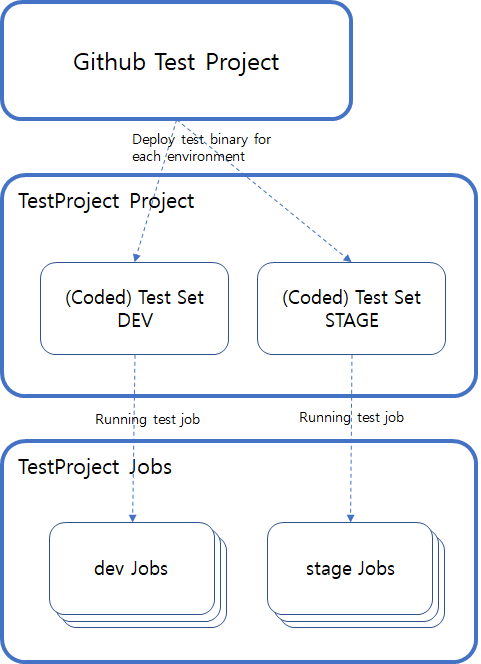 Github Test Project
Deploy test binary for
each environment
TestProject Project
(Coded) Test Set
DEV
(Coded) Test Set
STAGE
Running test job
Running test job
TestProject Jobs
dev Jobs
stage Jobs